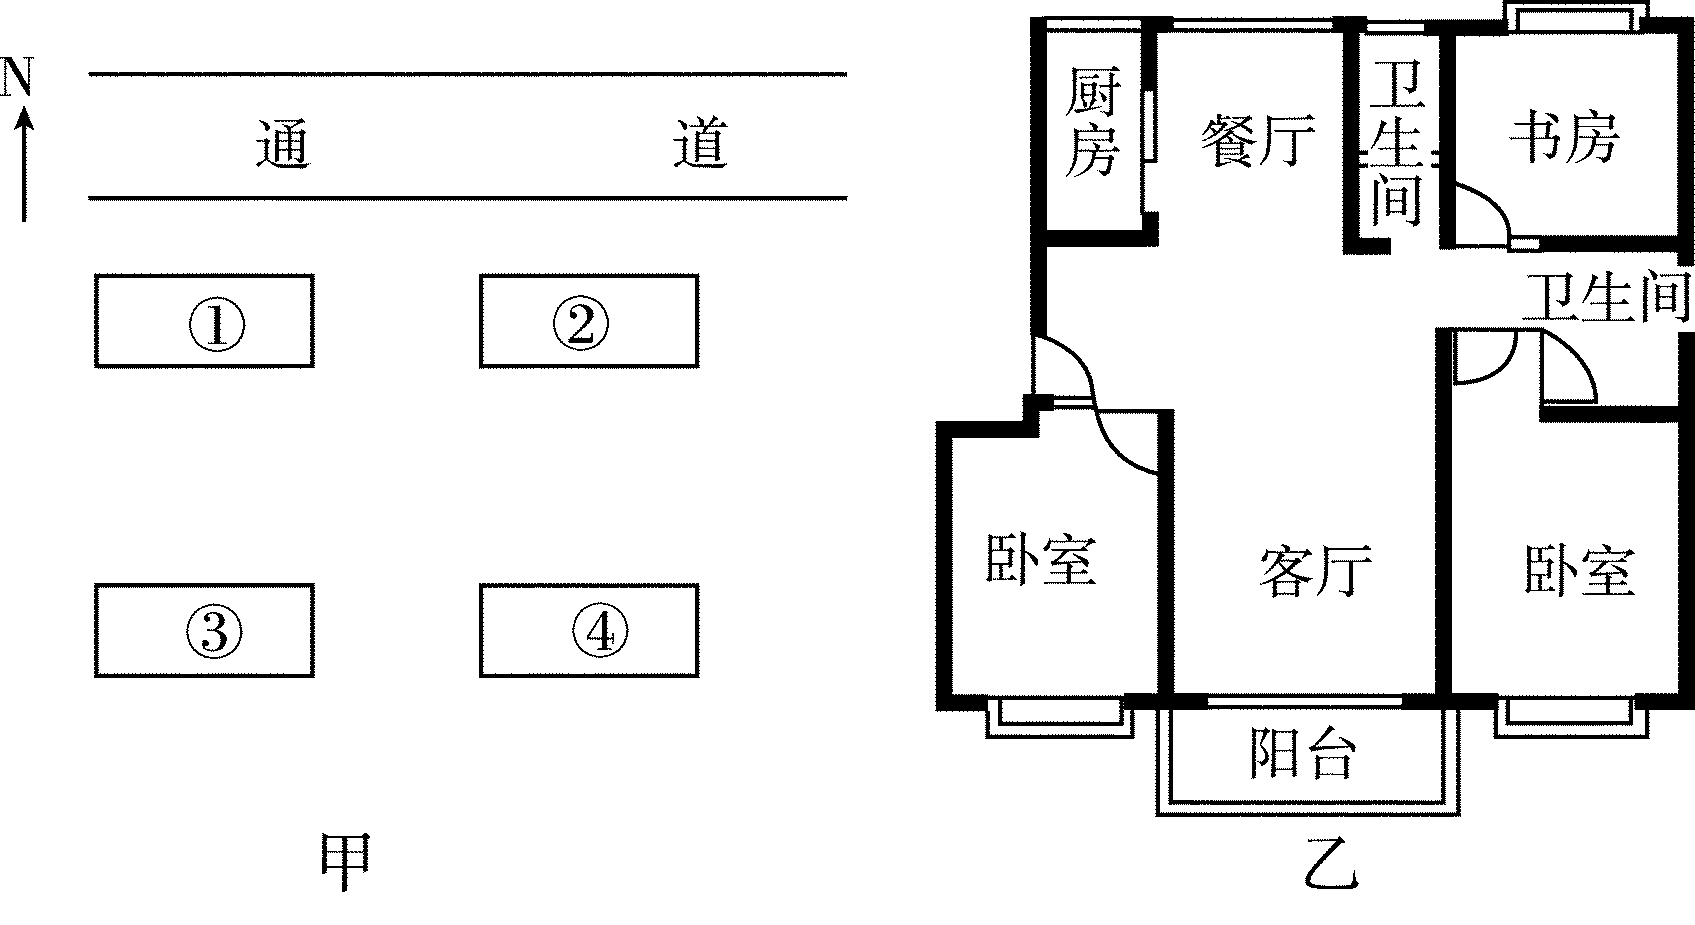 N
通 道
①
②
③
④
甲
厨房
餐厅
卫生间
书房
卫生间
卧室
客厅
卧室
阳台
乙